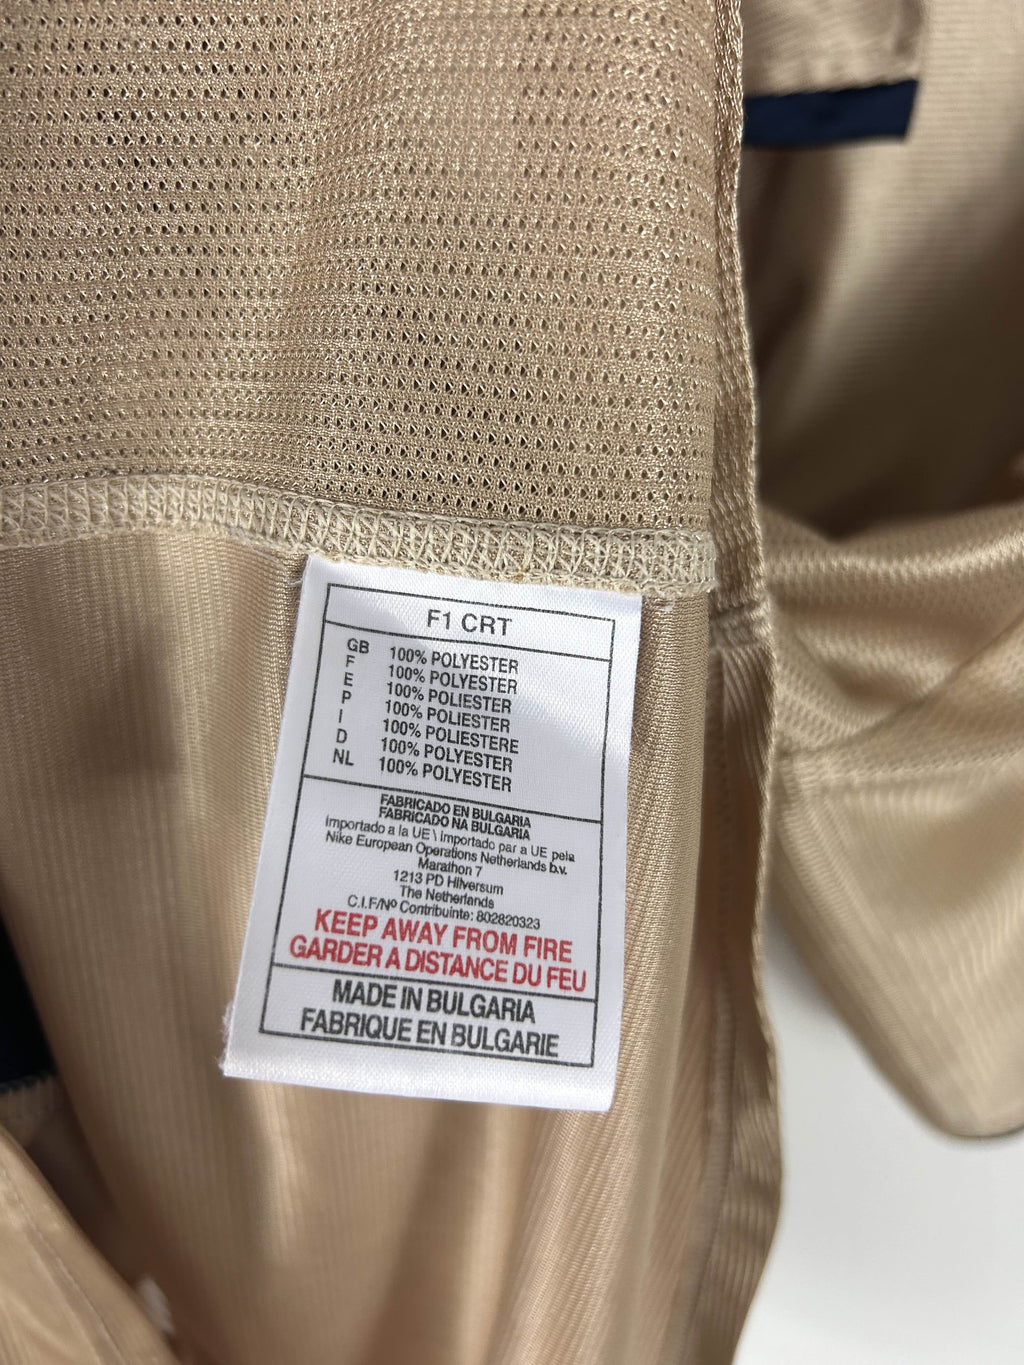 F1 CRT
GB 100% POLYESTER
F 100% POLYESTER
E 100% POLIESTER
P 100% POLIESTER
I 100% POLIESTERE
D 100% POLYESTER
NL 100% POLYESTER
FABRICADO EN BULGARIA
FABRICADO NA BULGARIA
Importado a la UE \ Importado par a UE pela
Nike European Operations Netherlands b.v.
Marathon 7
1213 PD Hilversum
The Netherlands
C.I.F/Nº Contribuinte: 802820323
KEEP AWAY FROM FIRE
GARDER A DISTANCE DU FEU
MADE IN BULGARIA
FABRIQUE EN BULGARIE